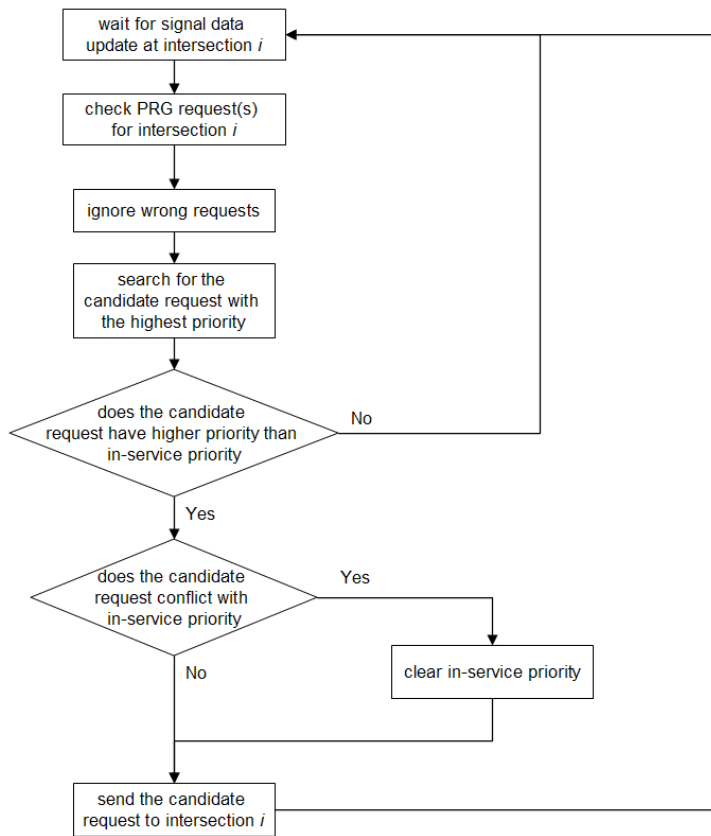 wait for signal data
update at intersection i
check PRG request(s)
for intersection i
ignore wrong requests
search for the
candidate request with
the highest priority
does the candidate
request have higher priority than
in-service priority
No
Yes
does the candidate
request conflict with
in-service priority
Yes
No
clear in-service priority
send the candidate
request to intersection i